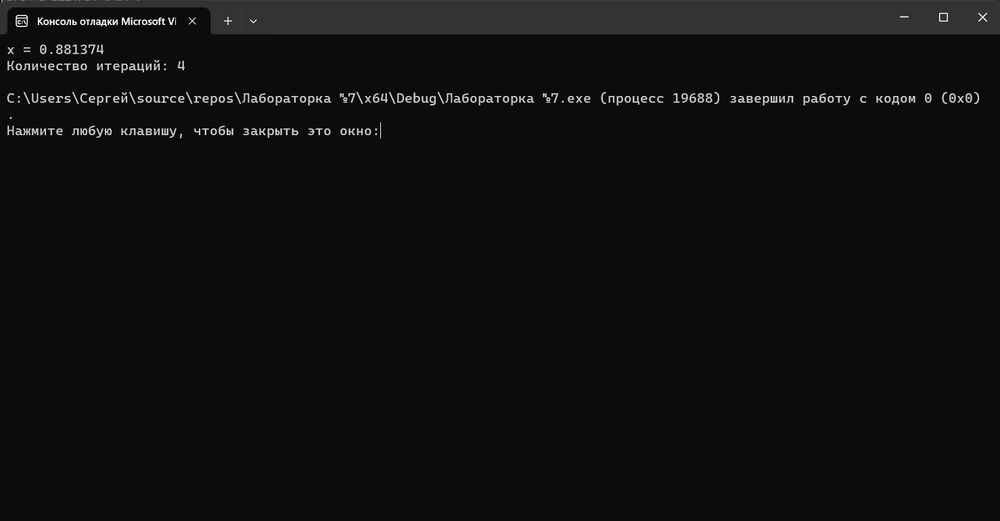 Консоль отладки Microsoft Vi
x = 0.881374
Количество итераций: 4
C:\Users\Сергей\source\repos\Лабораторка №7\x64\Debug\Лабораторка №7.exe (процесс 19688) завершил работу с кодом 0 (0x0)
.
Нажмите любую клавишу, чтобы закрыть это окно: